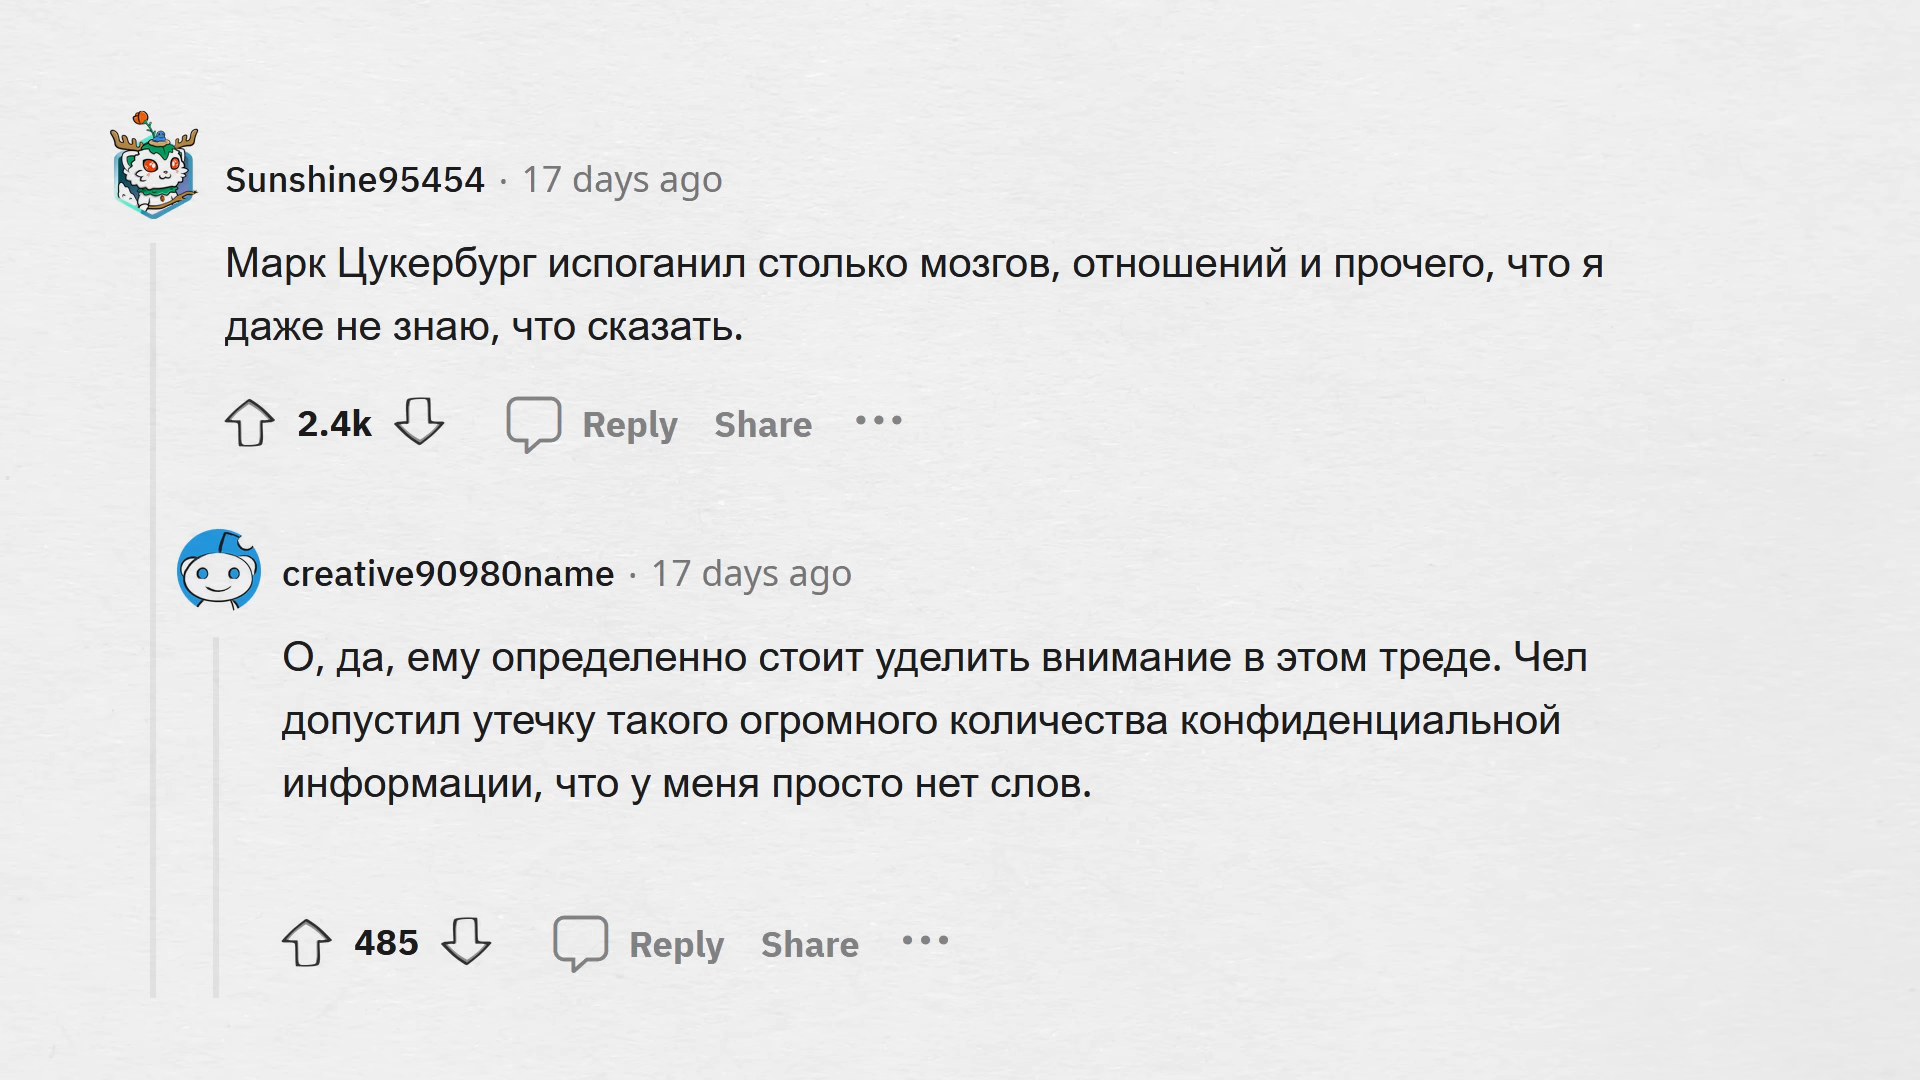 Sunshine95454 · 17 days ago
Марк Цукербург испоганил столько мозгов, отношений и прочего, что я
даже не знаю, что сказать.
2.4k Reply Share •••
creative90980name · 17 days ago
О, да, ему определенно стоит уделить внимание в этом треде. Чел
допустил утечку такого огромного количества конфиденциальной
информации, что у меня просто нет слов.
485 Reply Share •••